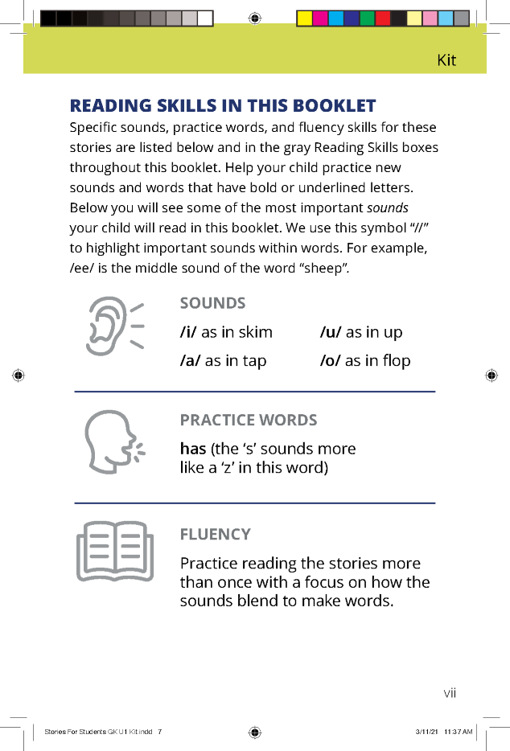 Kit
READING SKILLS IN THIS BOOKLET
Specific sounds, practice words, and fluency skills for these
stories are listed below and in the gray Reading Skills boxes
throughout this booklet. Help your child practice new
sounds and words that have bold or underlined letters.
Below you will see some of the most important sounds
your child will read in this booklet. We use this symbol “//”
to highlight important sounds within words. For example,
/ee/ is the middle sound of the word “sheep”.
SOUNDS
/i/ as in skim /u/ as in up
/a/ as in tap /o/ as in flop
PRACTICE WORDS
has (the ‘s’ sounds more
like a ‘z’ in this word)
FLUENCY
Practice reading the stories more
than once with a focus on how the
sounds blend to make words.
vii
Stories For Students GK U1 Kit.indd 7 3/11/21 11:37 AM